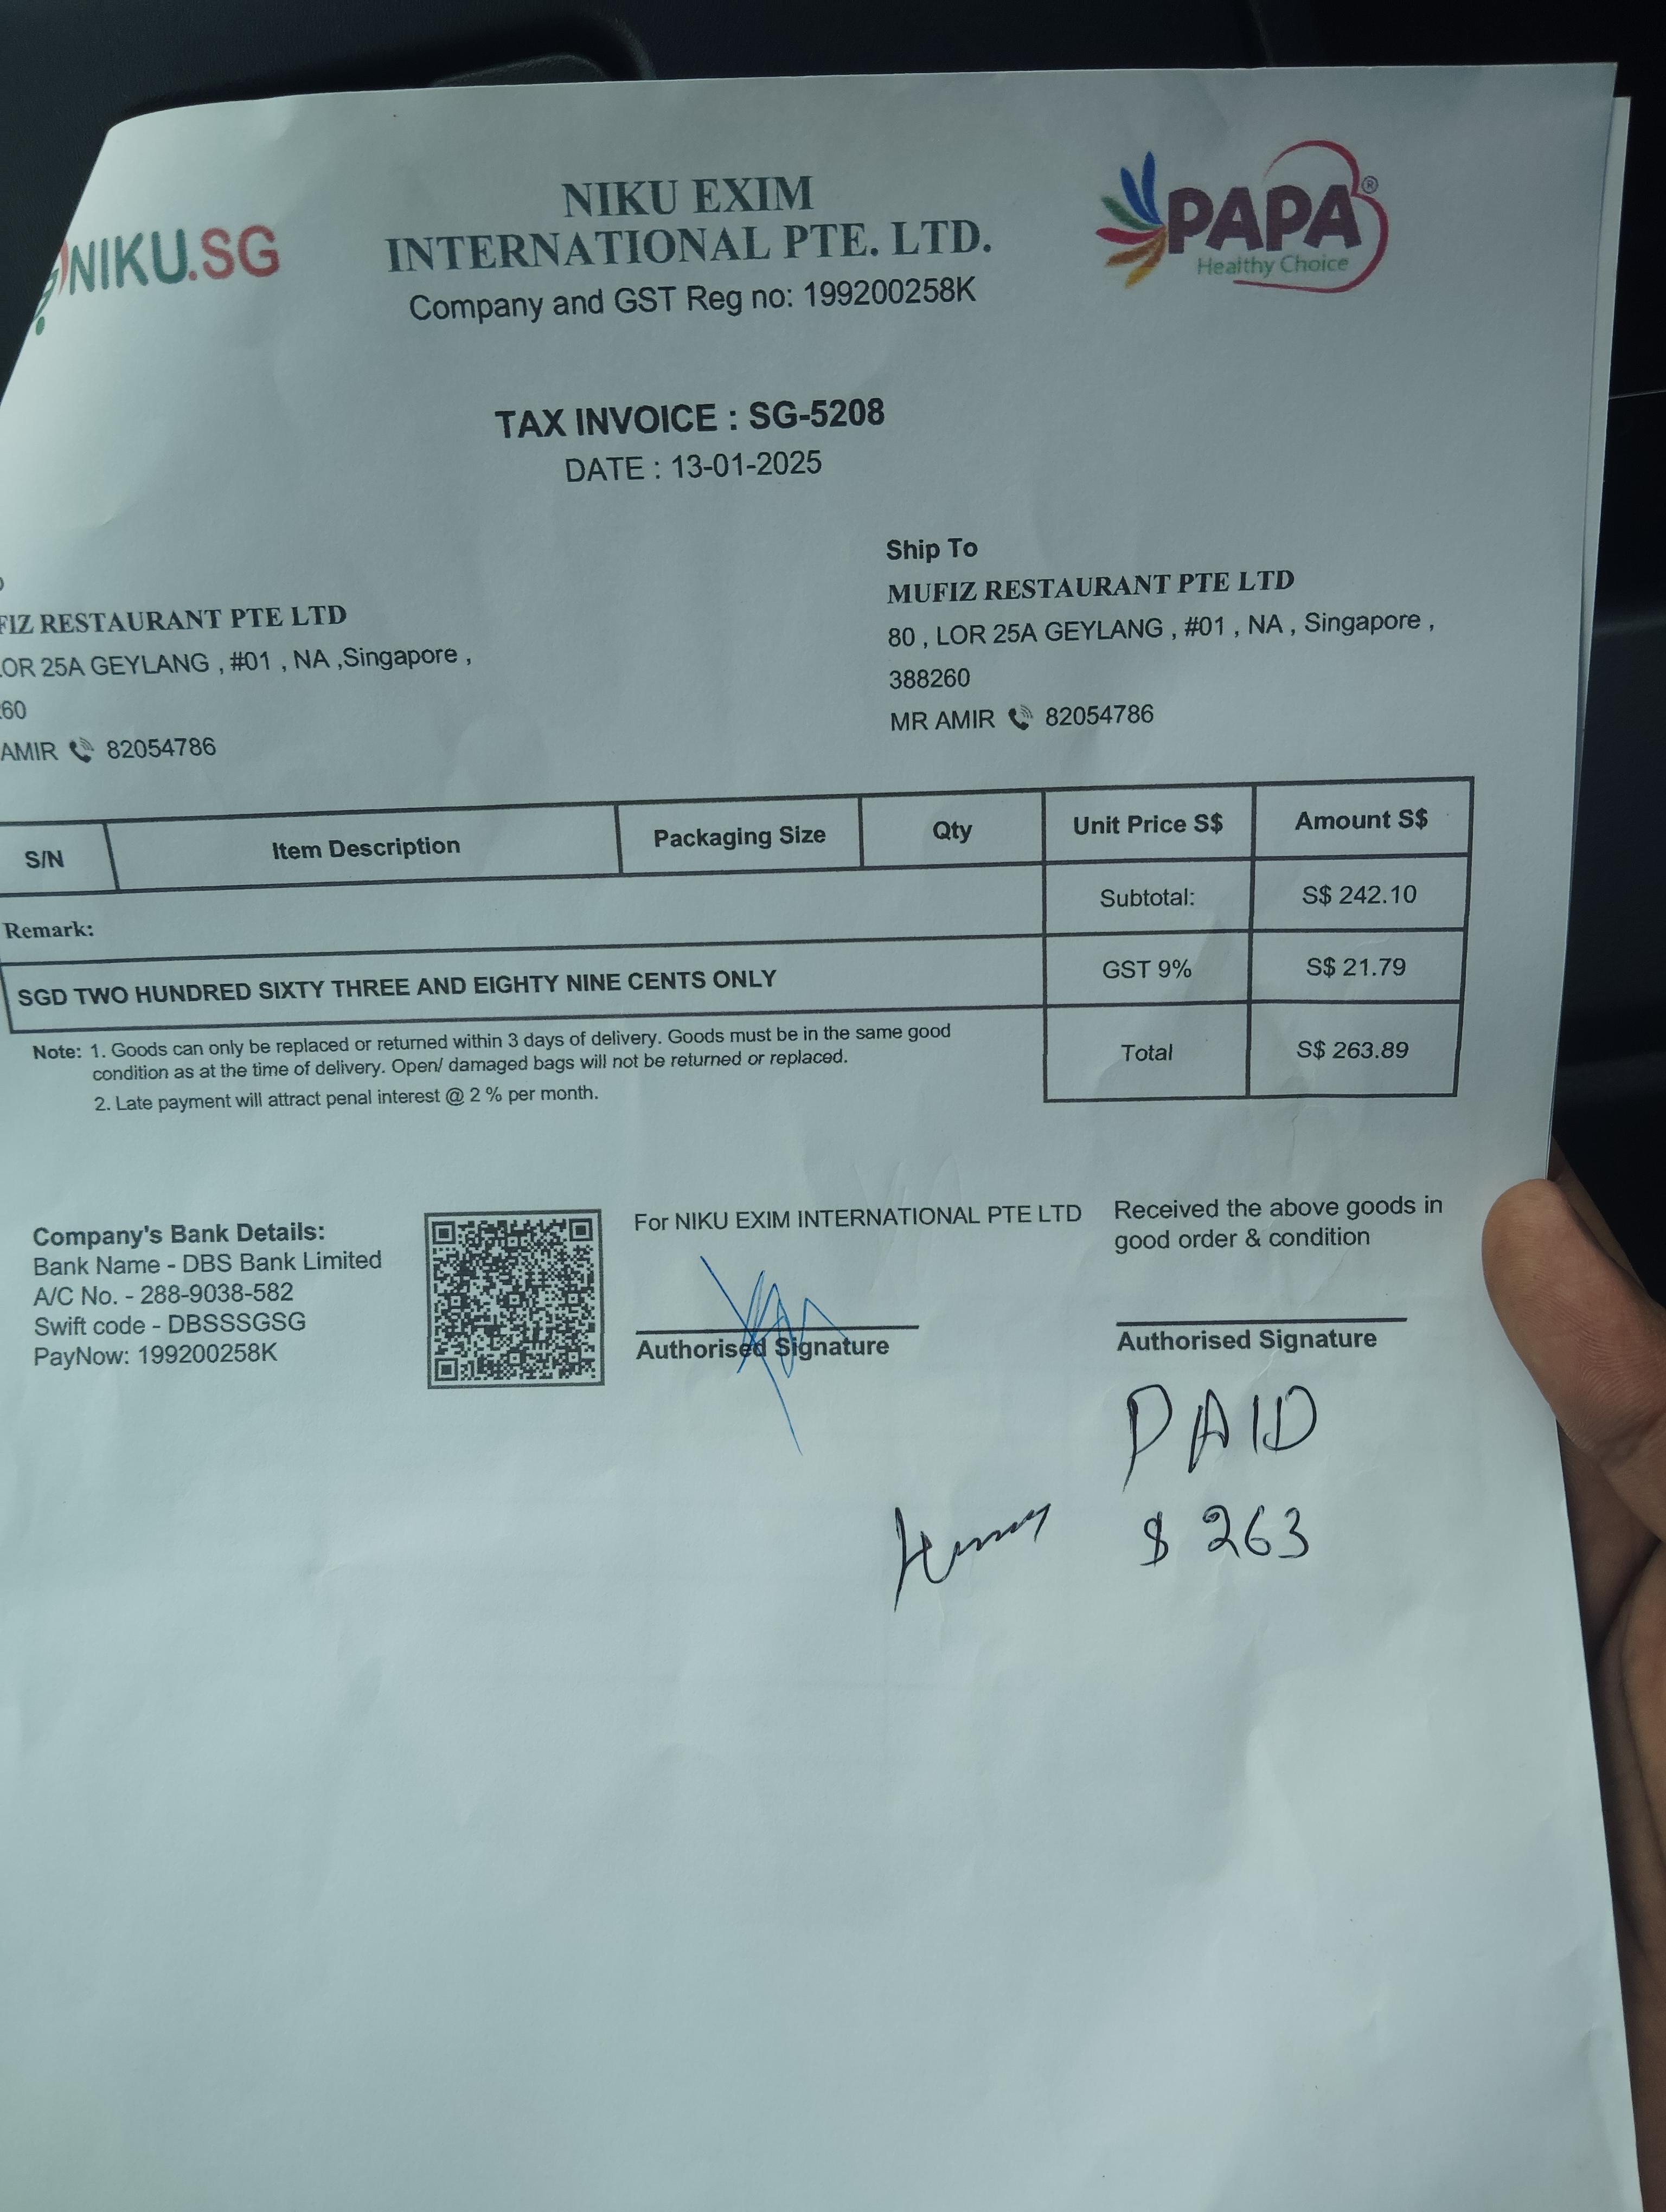 NIKU.SG
NIKU EXIM
INTERNATIONAL PTE. LTD.
Company and GST Reg no: 199200258K
PAPA®
Healthy Choice
TAX INVOICE : SG-5208
DATE : 13-01-2025
FIZ RESTAURANT PTE LTD
LOR 25A GEYLANG , #01 , NA ,Singapore ,
60
AMIR 82054786
Ship To
MUFIZ RESTAURANT PTE LTD
80 , LOR 25A GEYLANG , #01 , NA , Singapore ,
388260
MR AMIR 82054786
S/N Item Description Packaging Size Qty Unit Price S$ Amount S$
Remark: Subtotal: S$ 242.10
SGD TWO HUNDRED SIXTY THREE AND EIGHTY NINE CENTS ONLY GST 9% S$ 21.79
Total S$ 263.89
Note: 1. Goods can only be replaced or returned within 3 days of delivery. Goods must be in the same good
condition as at the time of delivery. Open/ damaged bags will not be returned or replaced.
2. Late payment will attract penal interest @ 2 % per month.
Company's Bank Details:
Bank Name - DBS Bank Limited
A/C No. - 288-9038-582
Swift code - DBSSSGSG
PayNow: 199200258K
For NIKU EXIM INTERNATIONAL PTE LTD
Authorised Signature
Received the above goods in
good order & condition
Authorised Signature
PAID
$ 263